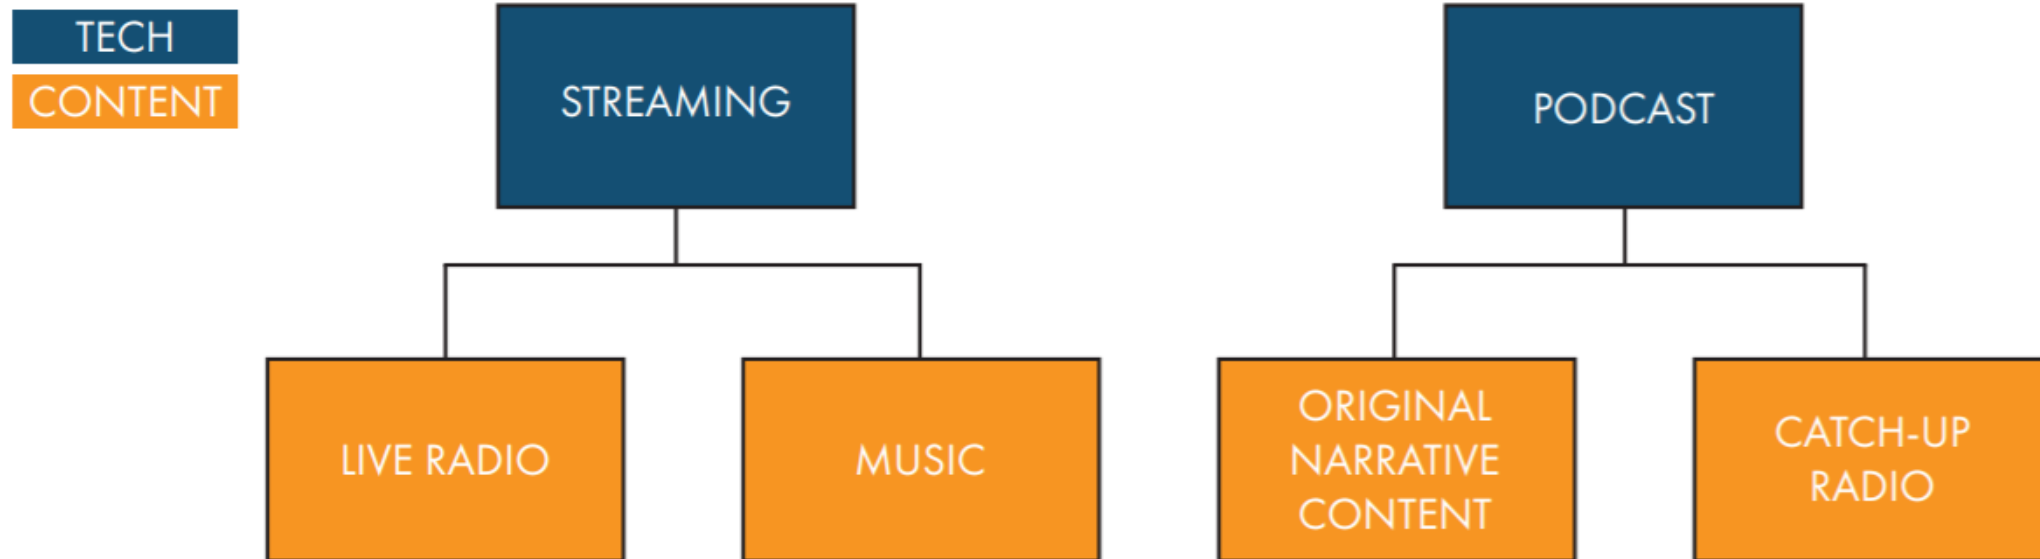 TECH
CONTENT
STREAMING
PODCAST
LIVE RADIO
MUSIC
ORIGINAL
NARRATIVE
CONTENT
CATCH-UP
RADIO